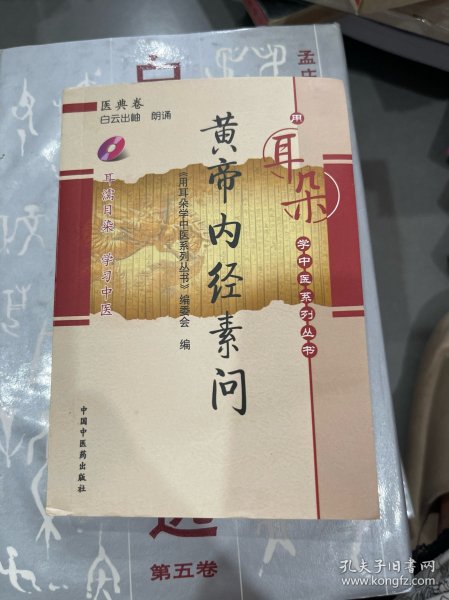 医典卷
白云出岫 朗诵
耳濡目染 学习中医
黄帝内经素问
《用耳朵学中医系列丛书》编委会 编
用
耳朵
学中医系列丛书
中国中医药出版社
孟庄
选
第五卷
孔夫子旧书网
www.kongfz.com